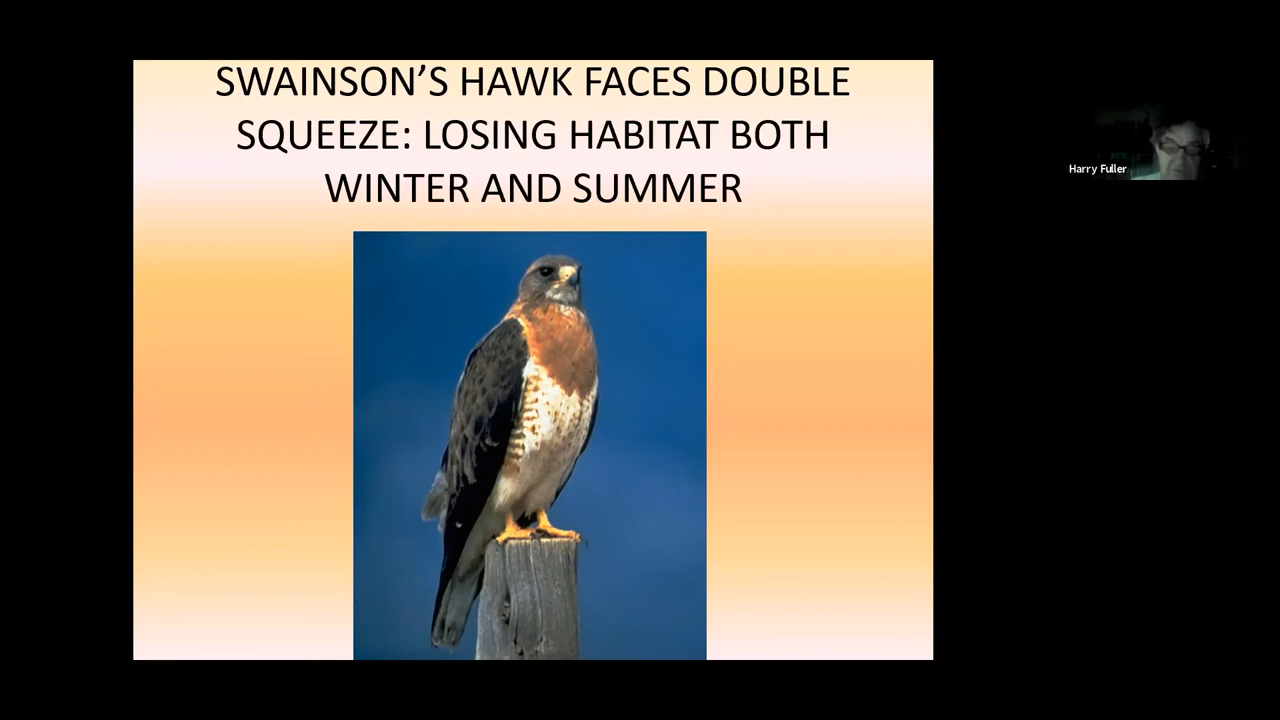 SWAINSON’S HAWK FACES DOUBLE
SQUEEZE: LOSING HABITAT BOTH
WINTER AND SUMMER
Harry Fuller